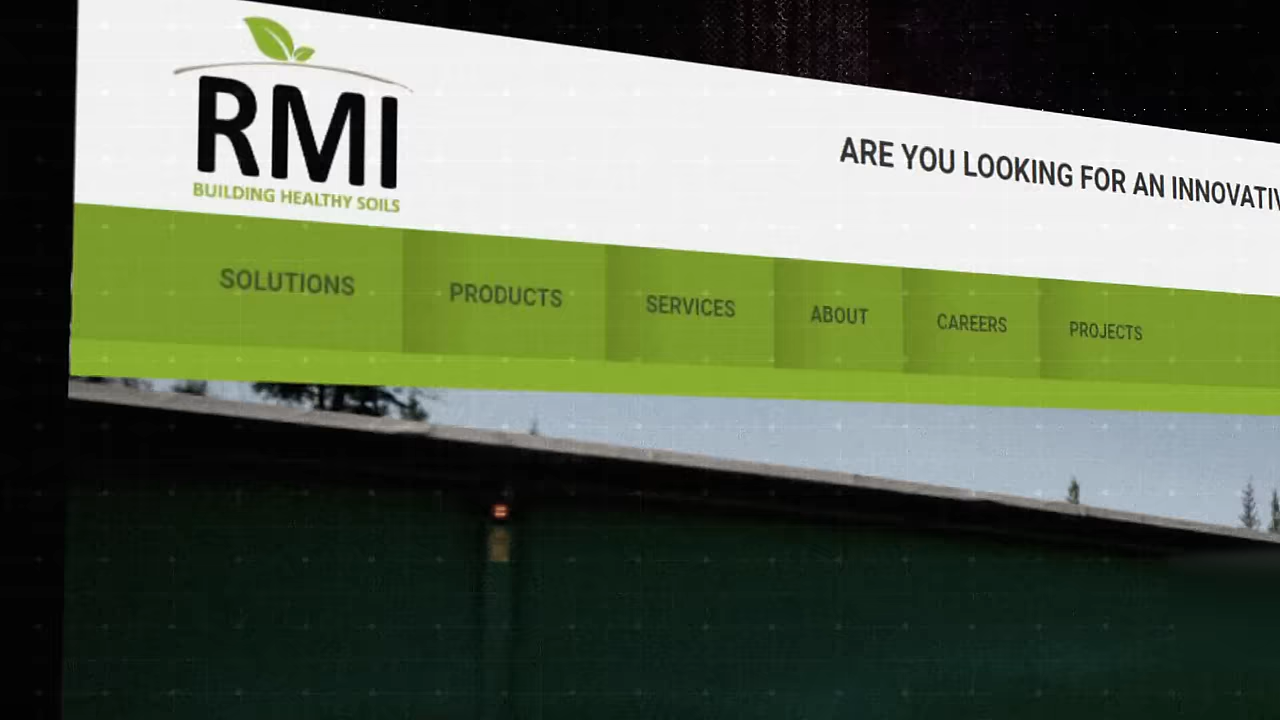 RMI
BUILDING HEALTHY SOILS
ARE YOU LOOKING FOR AN
SOLUTIONS PRODUCTS SERVICES ABOUT CAREERS PROJECTS